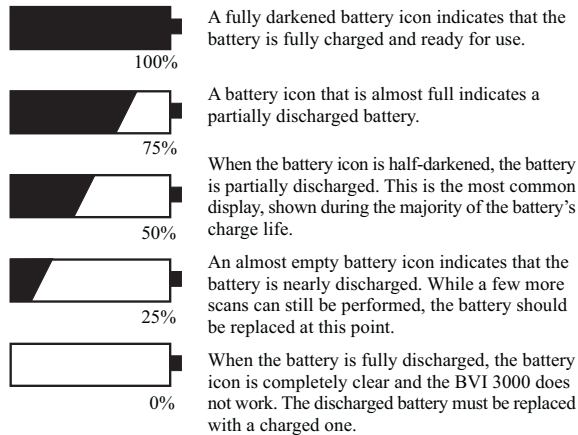 A fully darkened battery icon indicates that the
battery is fully charged and ready for use.
100%
A battery icon that is almost full indicates a
partially discharged battery.
75%
When the battery icon is half-darkened, the battery
is partially discharged. This is the most common
display, shown during the majority of the battery’s
charge life.
50%
An almost empty battery icon indicates that the
battery is nearly discharged. While a few more
scans can still be performed, the battery should
be replaced at this point.
25%
When the battery is fully discharged, the battery
icon is completely clear and the BVI 3000 does
not work. The discharged battery must be replaced
with a charged one.
0%